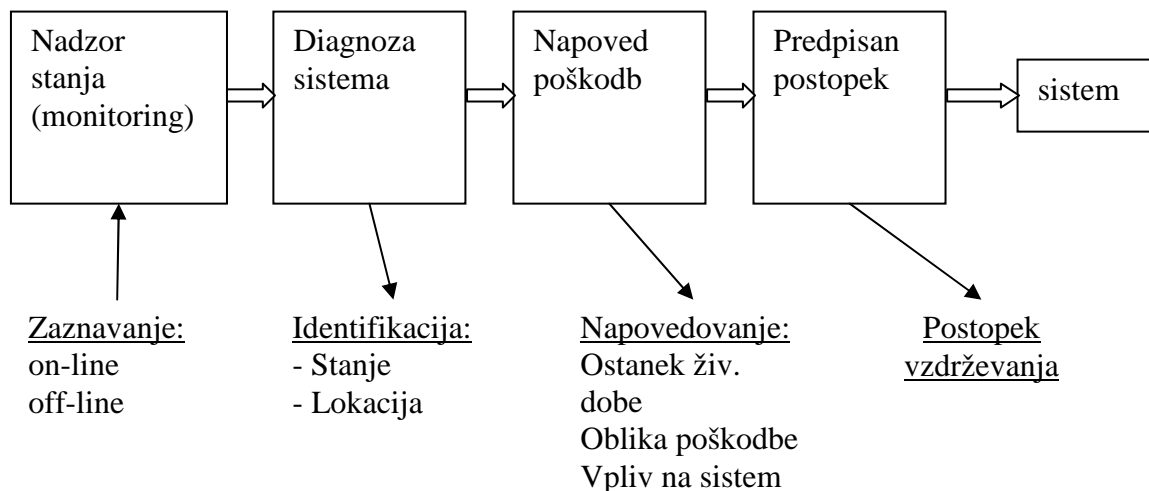 Nadzor
stanja
(monitoring)
Diagnoza
sistema
Napoved
poškodb
Predpisan
postopek
sistem
Zaznavanje:
on-line
off-line
Identifikacija:
- Stanje
- Lokacija
Napovedovanje:
Ostanek živ.
dobe
Oblika poškodbe
Vpliv na sistem
Postopek
vzdrževanja